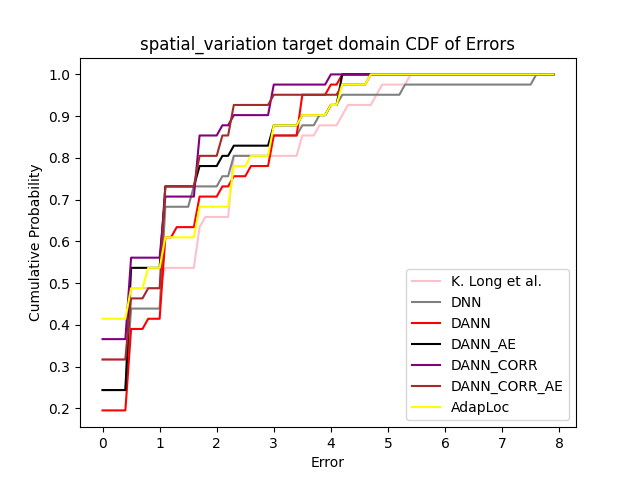 spatial_variation target domain CDF of Errors
Cumulative Probability
1.0
0.9
0.8
0.7
0.6
0.5
0.4
0.3
0.2
K. Long et al.
DNN
DANN
DANN_AE
DANN_CORR
DANN_CORR_AE
AdapLoc
0 1 2 3 4 5 6 7 8
Error